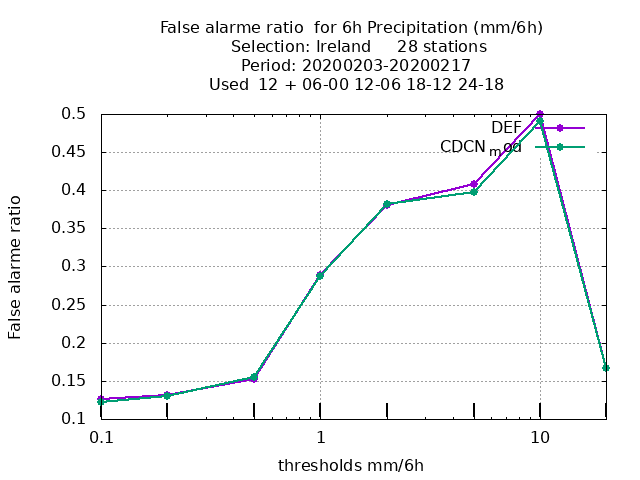 False alarme ratio  for 6h Precipitation (mm/6h)
Selection: Ireland     28 stations
Period: 20200203-20200217
Used  12 + 06-00 12-06 18-12 24-18
DEF
CDCN_mod
False alarme ratio
0.5
0.45
0.4
0.35
0.3
0.25
0.2
0.15
0.1
0.1
1
10
thresholds mm/6h